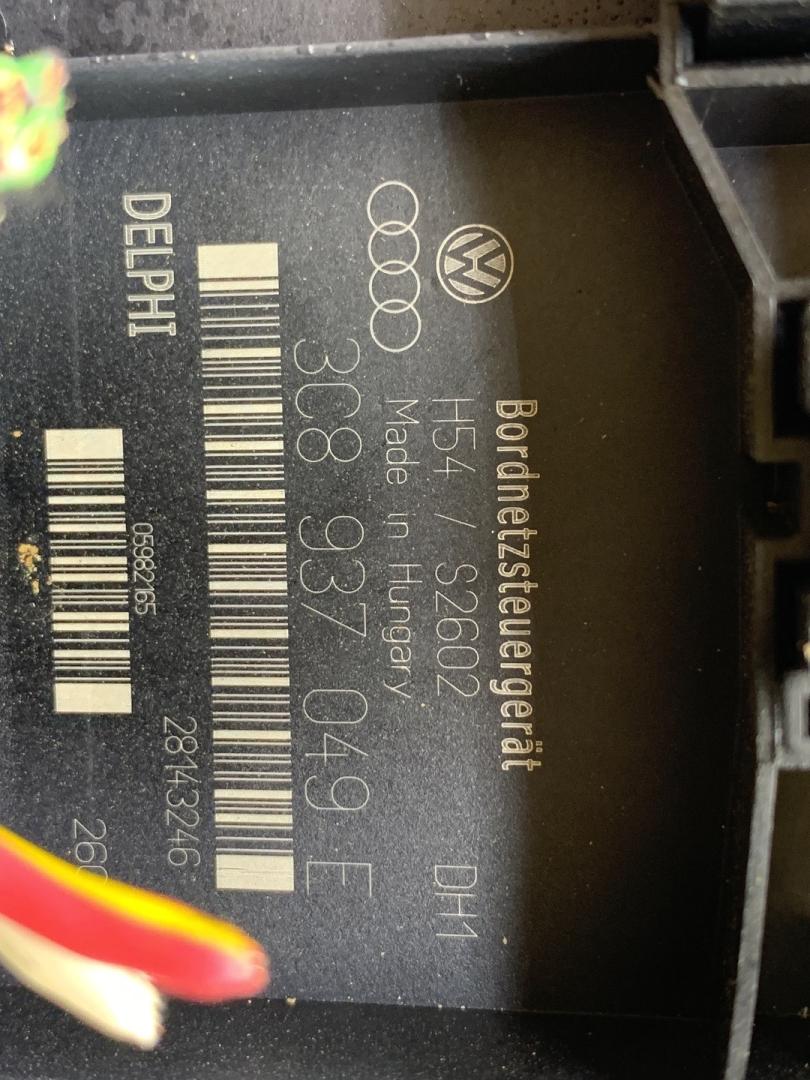 Bordnetzsteuergerät
H54 / S2602 DH1
Made in Hungary
3C8 937 049 E
DELPHI
28143246
05982165